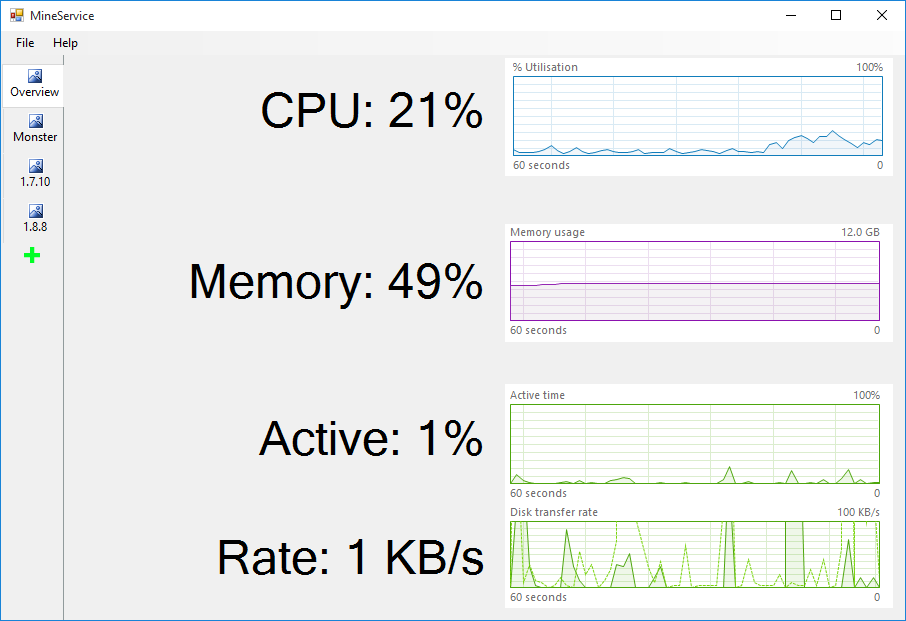 MineService
File Help
Overview
Monster
1.7.10
1.8.8
CPU: 21%
% Utilisation 100%
60 seconds 0
Memory: 49%
Memory usage 12.0 GB
60 seconds 0
Active: 1%
Active time 100%
60 seconds 0
Rate: 1 KB/s
Disk transfer rate 100 KB/s
60 seconds 0